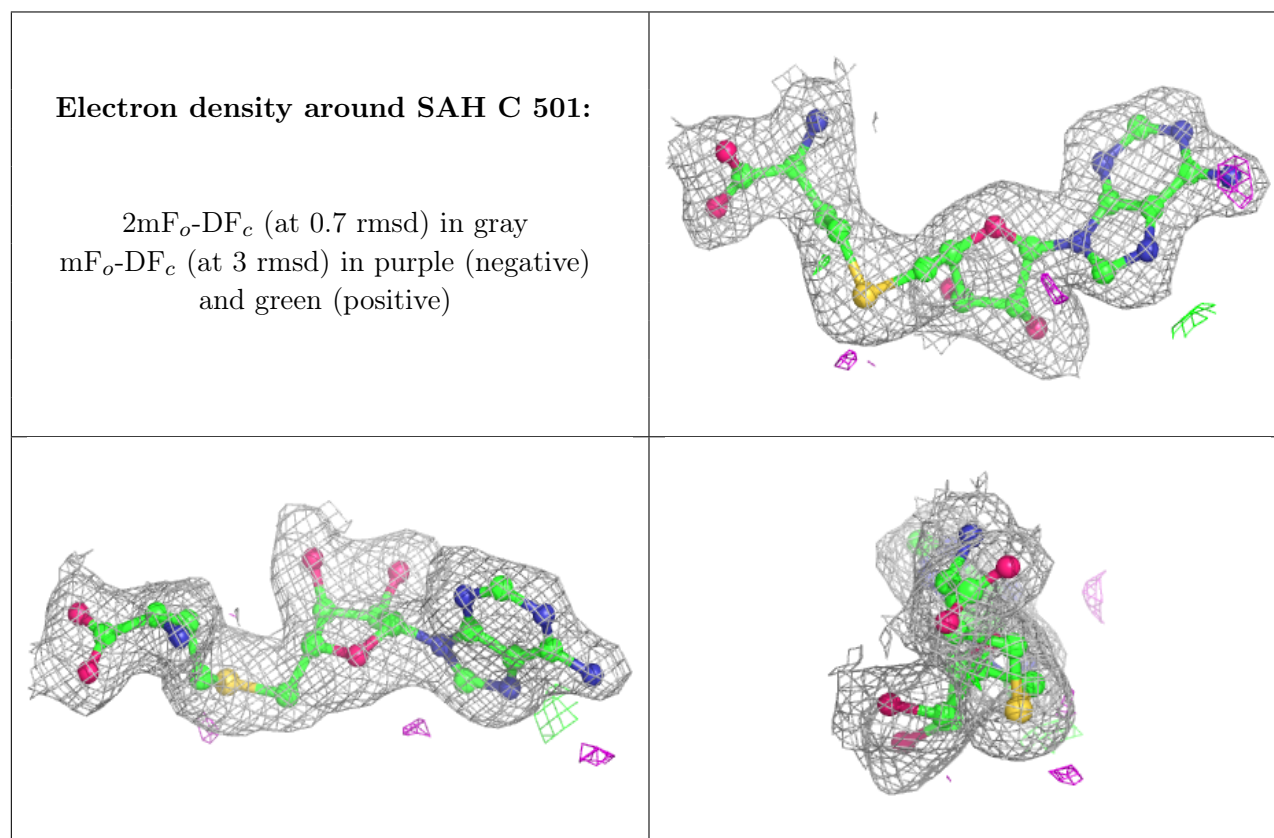 Electron density around SAH C 501:
2mFo-DFc (at 0.7 rmsd) in gray
mFo-DFc (at 3 rmsd) in purple (negative)
and green (positive)